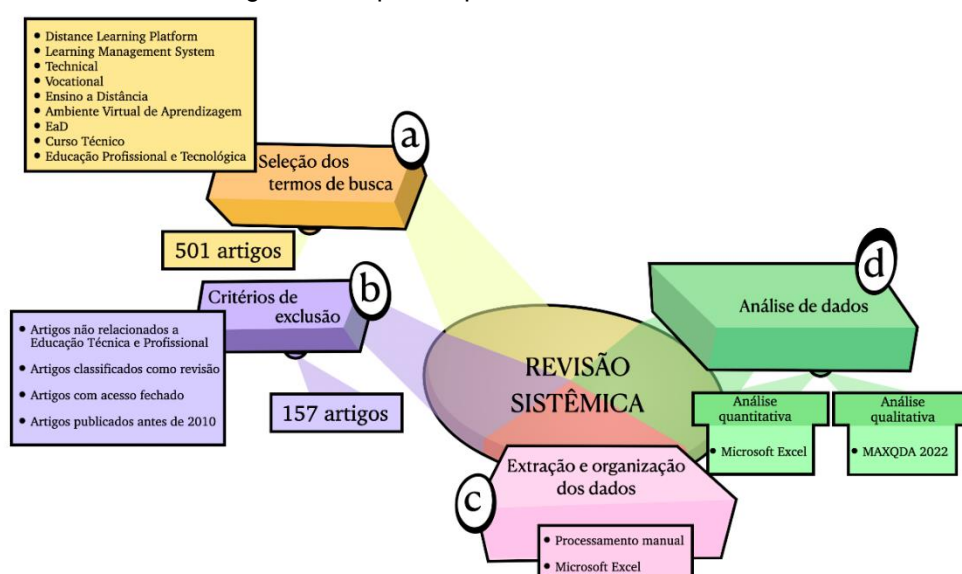 • Distance Learning Platform
• Learning Management System
• Technical
• Vocational
• Ensino a Distância
• Ambiente Virtual de Aprendizagem
• EaD
• Curso Técnico
• Educação Profissional e Tecnológica
a
Seleção dos
termos de busca
501 artigos
b
Critérios de
exclusão
• Artigos não relacionados a
Educação Técnica e Profissional
• Artigos classificados como revisão
• Artigos com acesso fechado
• Artigos publicados antes de 2010
157 artigos
REVISÃO
SISTÊMICA
c
Extração e organização
dos dados
• Processamento manual
• Microsoft Excel
d
Análise de dados
Análise
quantitativa
• Microsoft Excel
Análise
qualitativa
• MAXQDA 2022